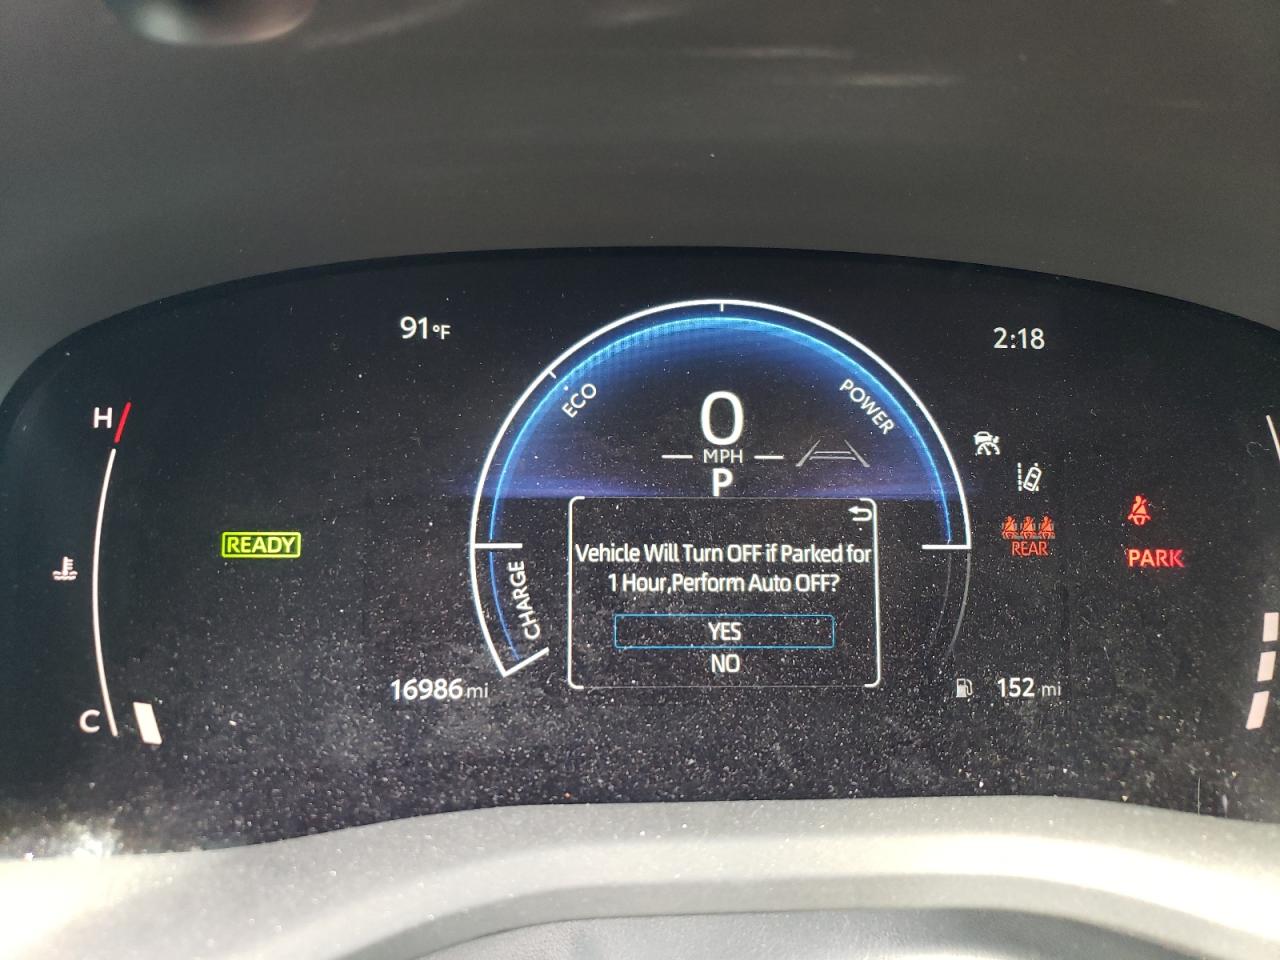 91°F
2:18
H
ECO
POWER
0
MPH
P
READY
Vehicle Will Turn OFF if Parked for
1 Hour,Perform Auto OFF?
YES
NO
CHARGE
REAR
PARK
C
16986 mi
152 mi